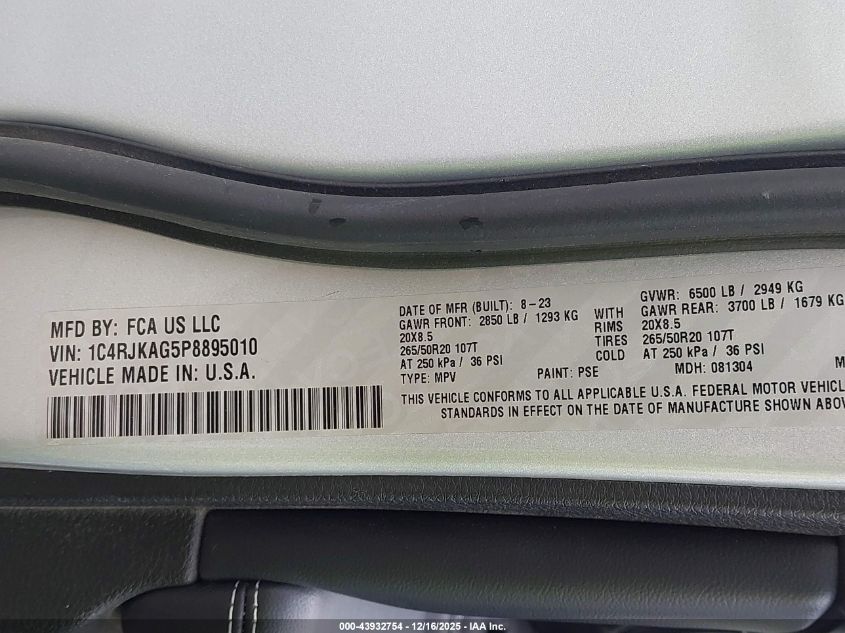 MFD BY: FCA US LLC
VIN: 1C4RJKAG5P8895010
VEHICLE MADE IN: U.S.A.
DATE OF MFR (BUILT): 8-23
GAWR FRONT: 2850 LB / 1293 KG
20X8.5
265/50R20 107T
AT 250 kPa / 36 PSI
TYPE: MPV
WITH
RIMS
TIRES
COLD
GVWR: 6500 LB / 2949 KG
GAWR REAR: 3700 LB / 1679 KG
20X8.5
265/50R20 107T
AT 250 kPa / 36 PSI
PAINT: PSE
MDH: 081304
THIS VEHICLE CONFORMS TO ALL APPLICABLE U.S.A. FEDERAL MOTOR VEHICL
STANDARDS IN EFFECT ON THE DATE OF MANUFACTURE SHOWN ABOV
000-43932754 - 12/16/2025 - IAA Inc.